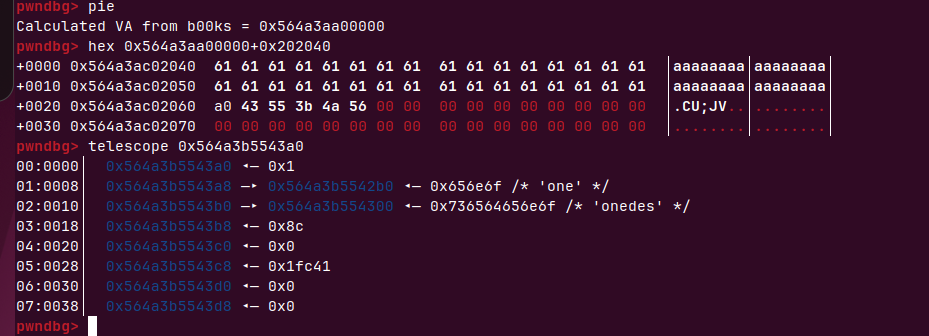 pwndbg> pie
Calculated VA from b00ks = 0x564a3aa00000
pwndbg> hex 0x564a3aa00000+0x202040
+0000 0x564a3ac02040  61 61 61 61 61 61 61 61  61 61 61 61 61 61 61 61  │aaaaaaaa│aaaaaaaa│
+0010 0x564a3ac02050  61 61 61 61 61 61 61 61  61 61 61 61 61 61 61 61  │aaaaaaaa│aaaaaaaa│
+0020 0x564a3ac02060  a0 43 55 3b 4a 56 00 00  00 00 00 00 00 00 00 00  │.CU;JV..│........│
+0030 0x564a3ac02070  00 00 00 00 00 00 00 00  00 00 00 00 00 00 00 00  │........│........│
pwndbg> telescope 0x564a3b5543a0
00:0000│  0x564a3b5543a0 ◂— 0x1
01:0008│  0x564a3b5543a8 —▸ 0x564a3b5542b0 ◂— 0x656e6f /* 'one' */
02:0010│  0x564a3b5543b0 —▸ 0x564a3b554300 ◂— 0x736564656e6f /* 'onedes' */
03:0018│  0x564a3b5543b8 ◂— 0x8c
04:0020│  0x564a3b5543c0 ◂— 0x0
05:0028│  0x564a3b5543c8 ◂— 0x1fc41
06:0030│  0x564a3b5543d0 ◂— 0x0
07:0038│  0x564a3b5543d8 ◂— 0x0
pwndbg>